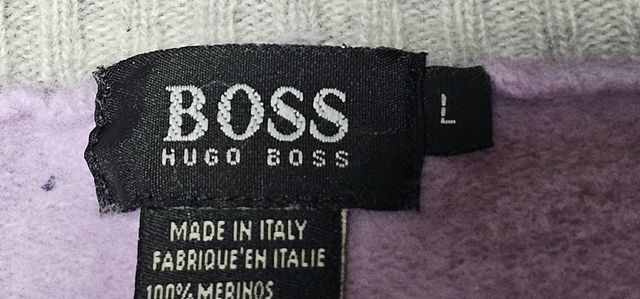 BOSS
HUGO BOSS
L
MADE IN ITALY
FABRIQUE'EN ITALIE
100% MERINOS